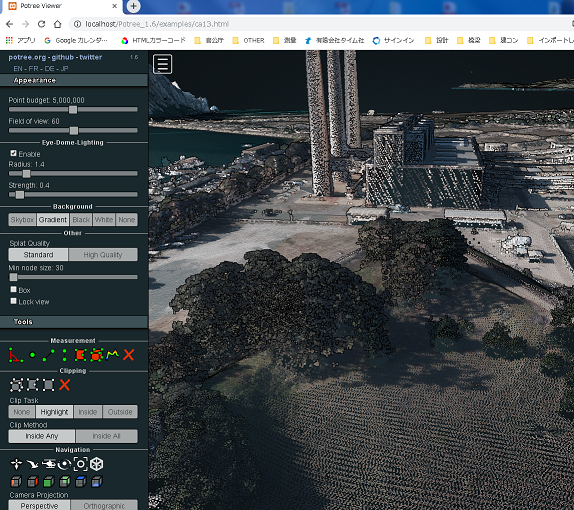 Potree Viewer
localhost/Potree_1.6/examples/ca13.html
アプリ Google カレンダー HTMLカラーコード 官公庁 OTHER 測量 有限会社タイム社 サインイン 設計 橋梁 建コン インポートし
potree.org - github - twitter 1.6
EN - FR - DE - JP
Appearance
Point budget: 5,000,000
Field of view: 60
Eye-Dome-Lighting
Enable
Radius: 1.4
Strength: 0.4
Background
Skybox Gradient Black White None
Other
Splat Quality
Standard High Quality
Min node size: 30
Box
Lock view
Tools
Measurement
Clipping
Clip Task
None Highlight Inside Outside
Clip Method
Inside Any Inside All
Navigation
Camera Projection
Perspective Orthographic